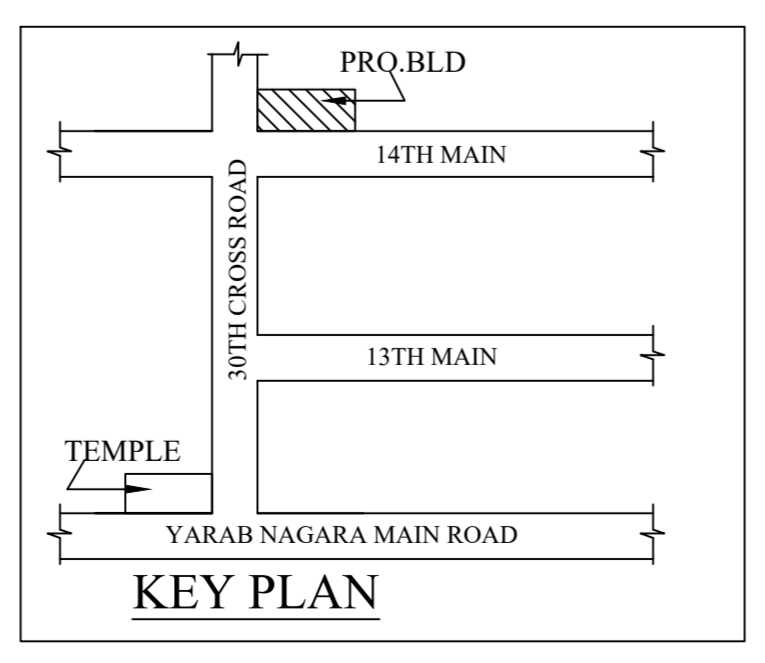 PRO.BLD
14TH MAIN
30TH CROSS ROAD
13TH MAIN
TEMPLE
YARAB NAGARA MAIN ROAD
KEY PLAN